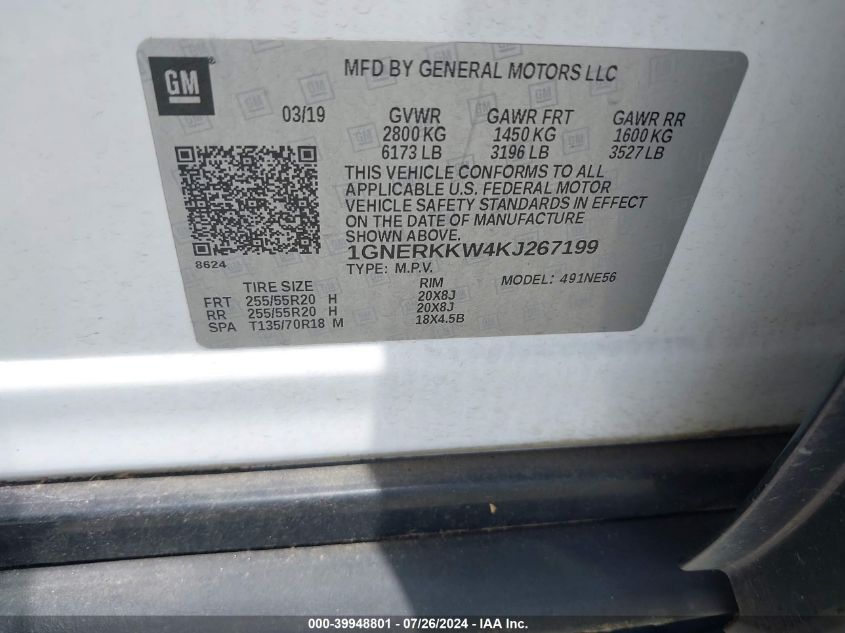 GM
MFD BY GENERAL MOTORS LLC
03/19 GVWR GAWR FRT GAWR RR
2800 KG 1450 KG 1600 KG
6173 LB 3196 LB 3527 LB
THIS VEHICLE CONFORMS TO ALL
APPLICABLE U.S. FEDERAL MOTOR
VEHICLE SAFETY STANDARDS IN EFFECT
ON THE DATE OF MANUFACTURE
SHOWN ABOVE.
8624
1GNERKKW4KJ267199
TYPE: M.P.V. MODEL: 491NE56
TIRE SIZE RIM
FRT 255/55R20 H 20X8J
RR 255/55R20 H 20X8J
SPA T135/70R18 M 18X4.5B
000-39948801 - 07/26/2024 - IAA Inc.